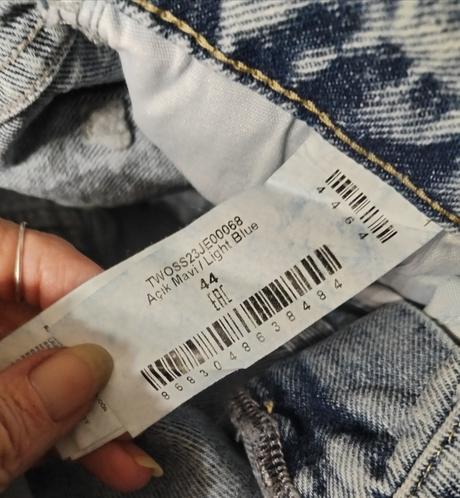 TWOSS23JE00068
Açık Mavi / Light Blue
44
EAC
8683048638484
4464